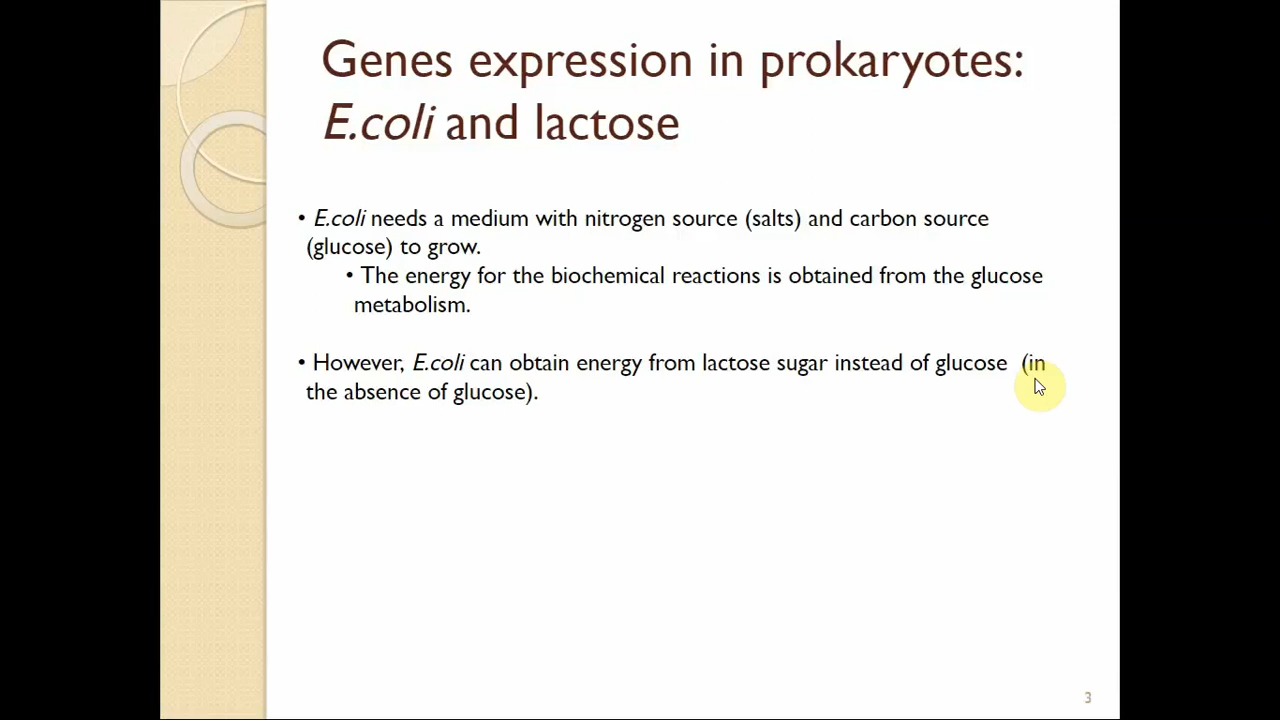 Genes expression in prokaryotes:
E.coli and lactose
• E.coli needs a medium with nitrogen source (salts) and carbon source
(glucose) to grow.
• The energy for the biochemical reactions is obtained from the glucose
metabolism.
• However, E.coli can obtain energy from lactose sugar instead of glucose (in
the absence of glucose).
3